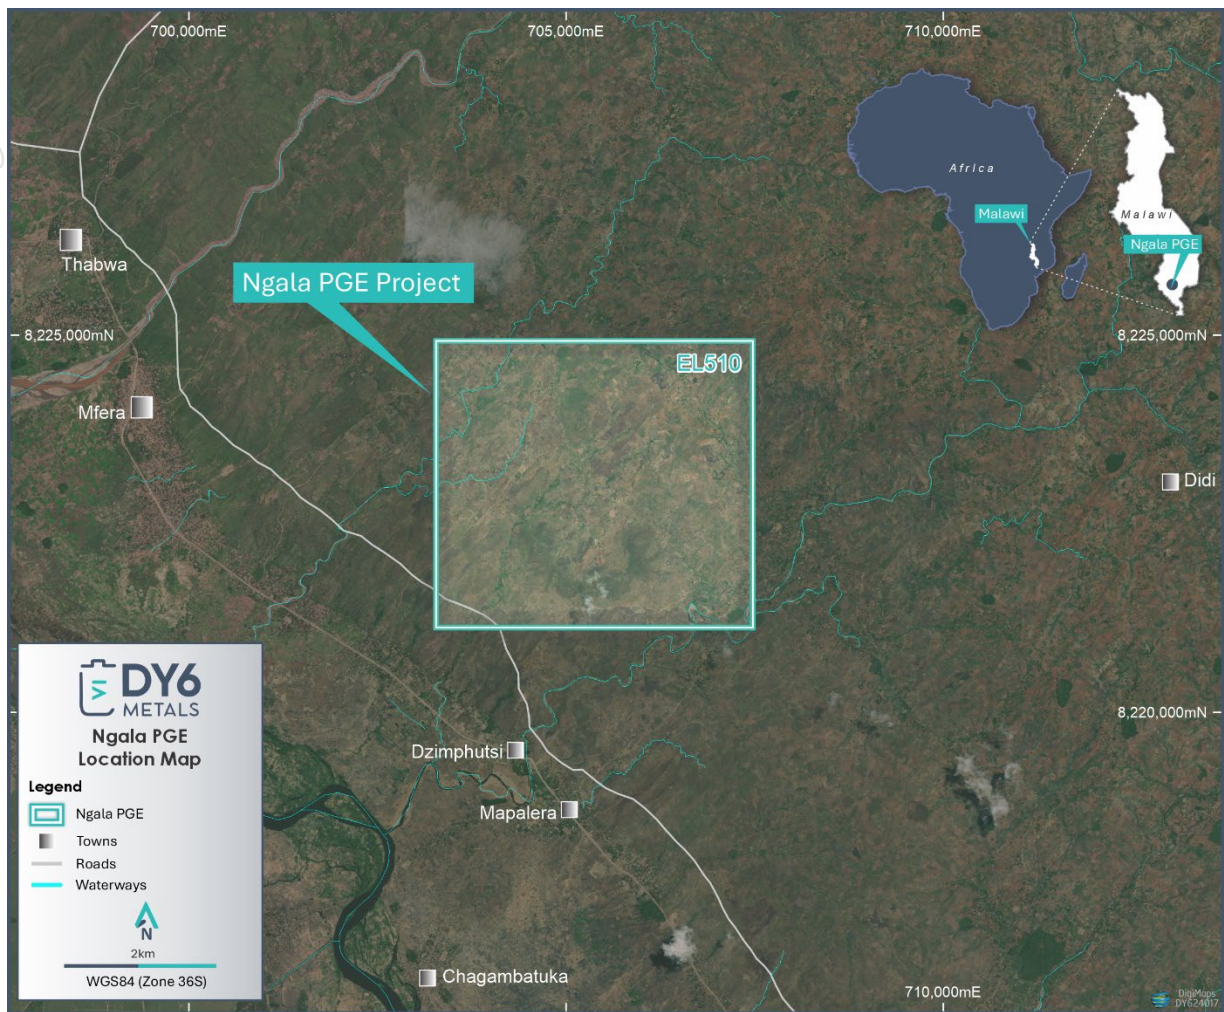 700,000mE
705,000mE
710,000mE
Africa
Malawi
Malawi
Ngala PGE
Thabwa
Ngala PGE Project
8,225,000mN
8,225,000mN
EL510
Mfera
Didi
DY6
METALS
Ngala PGE
Location Map
Legend
Ngala PGE
Towns
Roads
Waterways
N
2km
WGS84 (Zone 36S)
8,220,000mN
Dzimphutsi
Mapalera
Chagambatuka
710,000mE
DigiMaps
DY624017